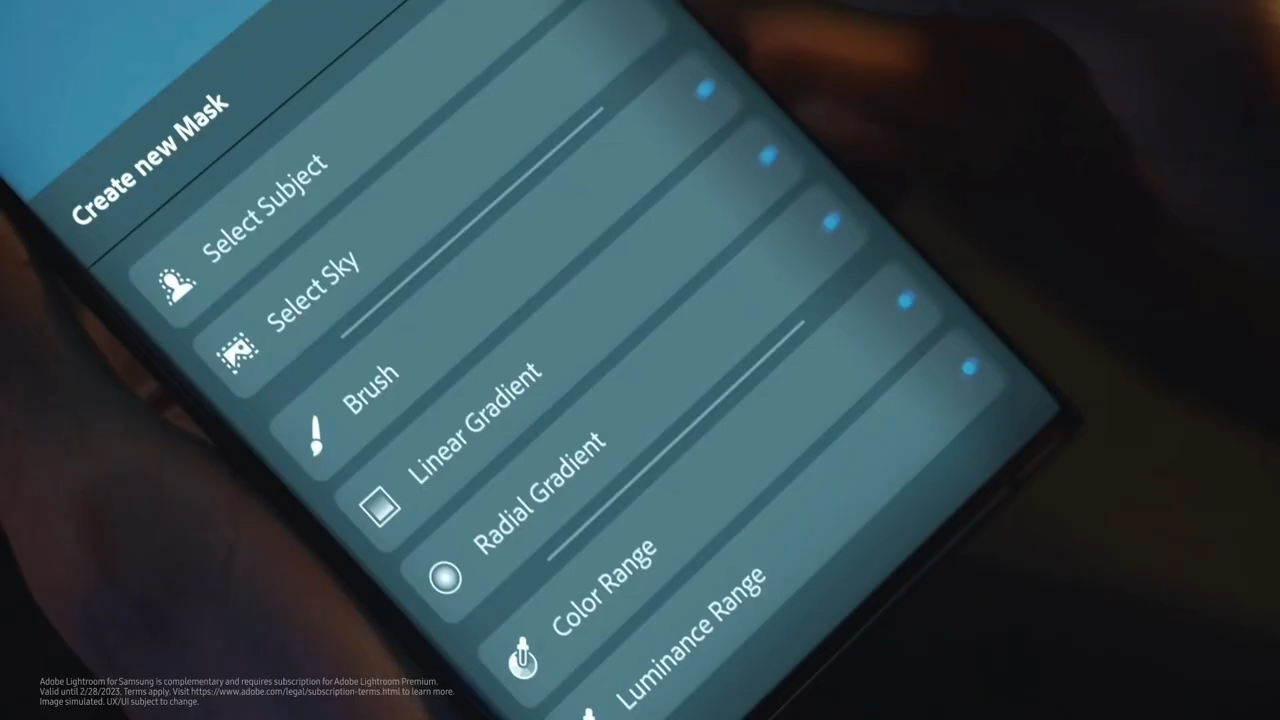 Create new Mask
Select Subject
Select Sky
Brush
Linear Gradient
Radial Gradient
Color Range
Luminance Range
Adobe Lightroom for Samsung is complementary and requires subscription for Adobe Lightroom Premium.
Valid until 2/28/2023. Terms apply. Visit https://www.adobe.com/legal/subscription-terms.html to learn more.
Image simulated. UX/UI subject to change.